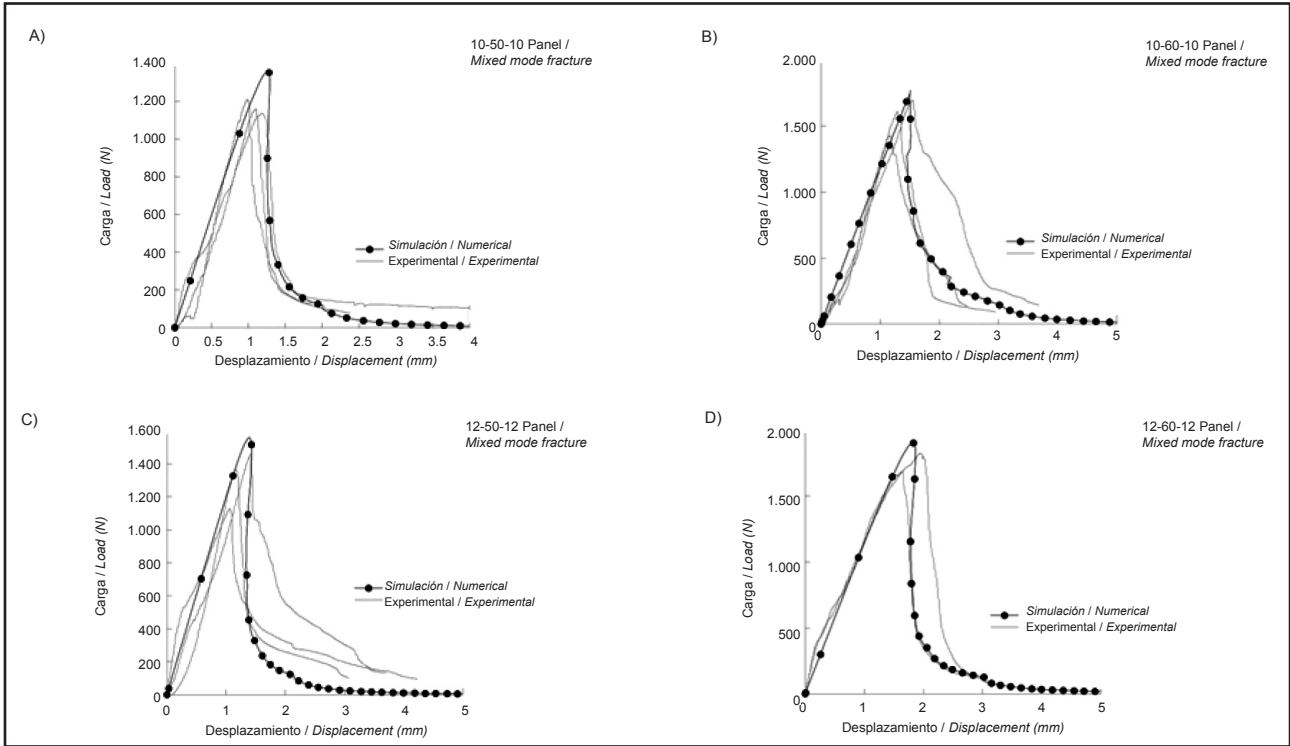 A)
10-50-10 Panel /
Mixed mode fracture
1.400
1.200
1.000
800
600
400
200
0
Carga / Load (N)
Simulación / Numerical
Experimental / Experimental
0 0.5 1 1.5 2 2.5 3 3.5 4
Desplazamiento / Displacement (mm)
B)
10-60-10 Panel /
Mixed mode fracture
2.000
1.500
1.000
500
0
Carga / Load (N)
Simulación / Numerical
Experimental / Experimental
0 1 2 3 4 5
Desplazamiento / Displacement (mm)
C)
12-50-12 Panel /
Mixed mode fracture
1.600
1.400
1.200
1.000
800
600
400
200
0
Carga / Load (N)
Simulación / Numerical
Experimental / Experimental
0 1 2 3 4 5
Desplazamiento / Displacement (mm)
D)
12-60-12 Panel /
Mixed mode fracture
2.000
1.500
1.000
500
0
Carga / Load (N)
Simulación / Numerical
Experimental / Experimental
0 1 2 3 4 5
Desplazamiento / Displacement (mm)